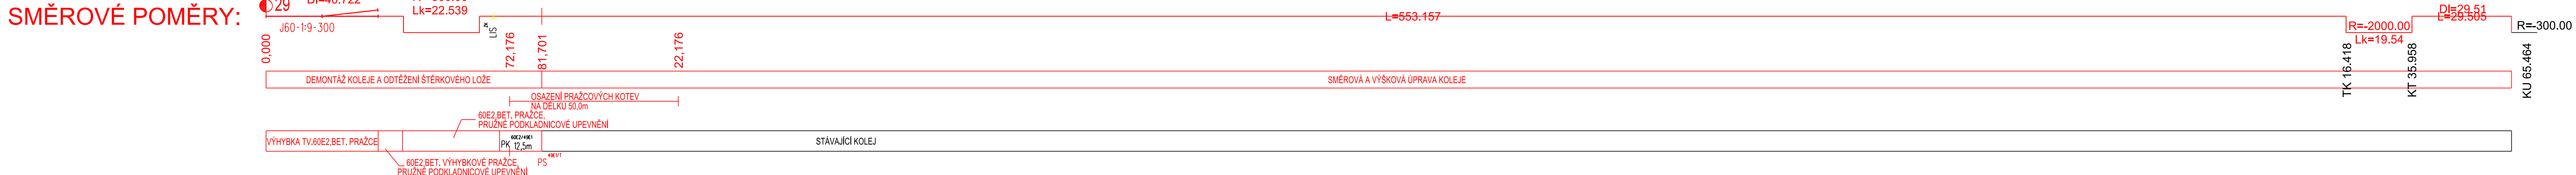 SMĚROVÉ POMĚRY:
29
Lk=22.539
J60-1:9-300
LIS
L=553.157
R=-2000.00
Lk=19.54
Dl=29.51
L=29.505
R=-300.00
0,000
72,176
81,701
22,176
TK 16.418
KT 35.958
KU 65.464
DEMONTÁŽ KOLEJE A ODTĚŽENÍ ŠTĚRKOVÉHO LOŽE
SMĚROVÁ A VÝŠKOVÁ ÚPRAVA KOLEJE
OSAZENÍ PRAŽCOVÝCH KOTEV
NA DÉLKU 50,0m
60E2,BET. PRAŽCE,
PRUŽNÉ PODKLADNICOVÉ UPEVNĚNÍ
VÝHYBKA TV.60E2,BET. PRAŽCE
PK
60E2/49E1
12,5m
STÁVAJÍCÍ KOLEJ
60E2,BET. VÝHYBKOVÉ PRAŽCE,
PRUŽNÉ PODKLADNICOVÉ UPEVNĚNÍ
PS